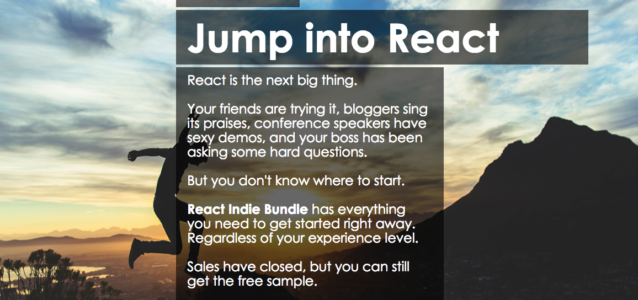 Jump into React
React is the next big thing.
Your friends are trying it, bloggers sing
its praises, conference speakers have
sexy demos, and your boss has been
asking some hard questions.
But you don't know where to start.
React Indie Bundle has everything
you need to get started right away.
Regardless of your experience level.
Sales have closed, but you can still
get the free sample.